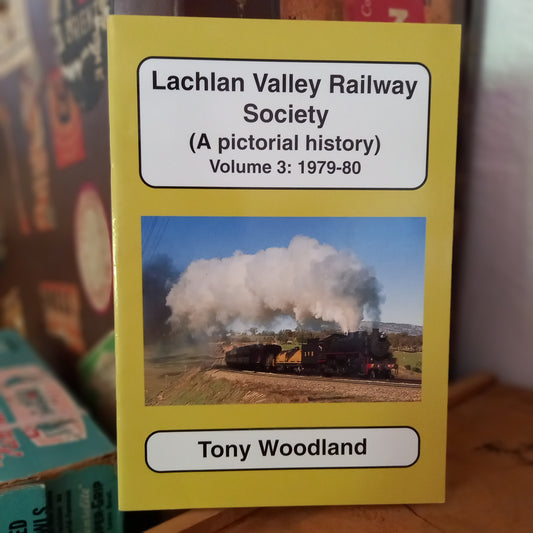 Lachlan Valley Railway
Society
(A pictorial history)
Volume 3: 1979-80
Tony Woodland